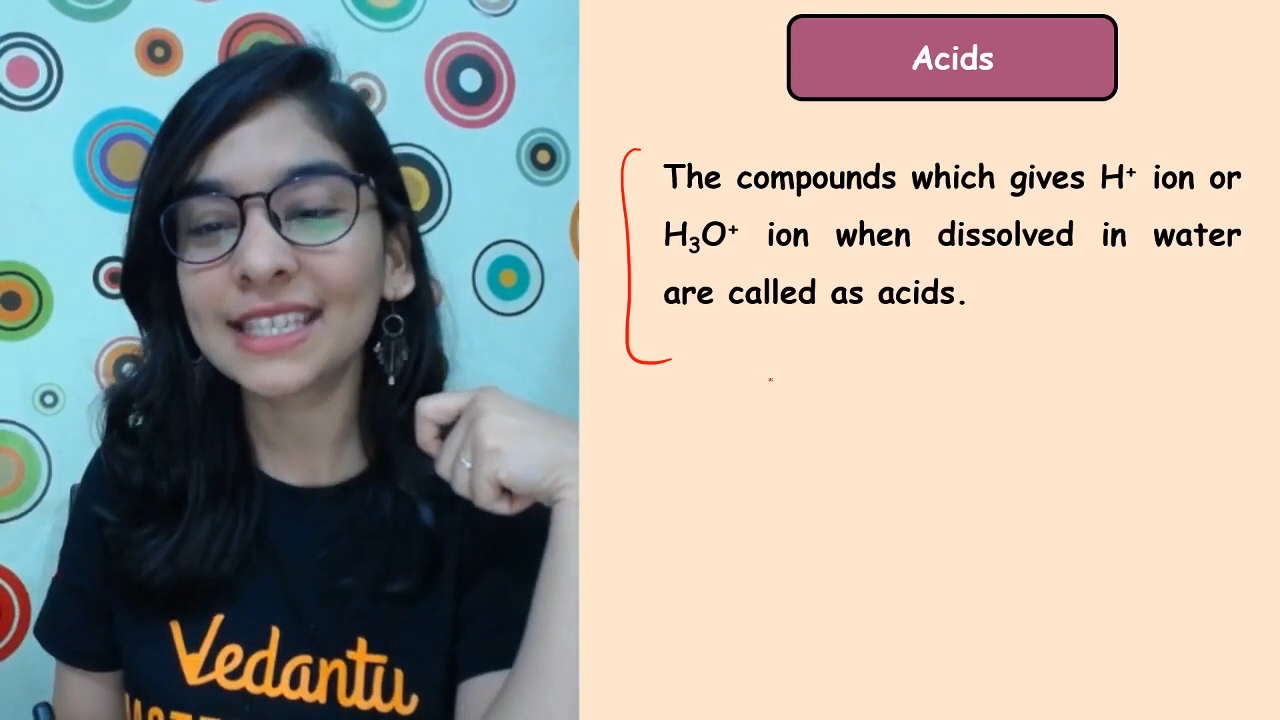 Acids
The compounds which gives H⁺ ion or
H₃O⁺ ion when dissolved in water
are called as acids.
Vedantu